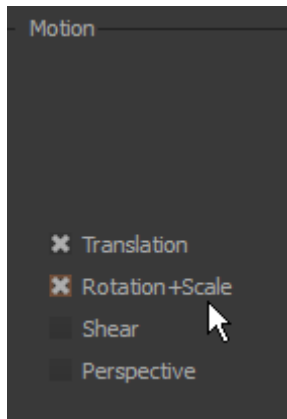 Motion
Translation
Rotation+Scale
Shear
Perspective